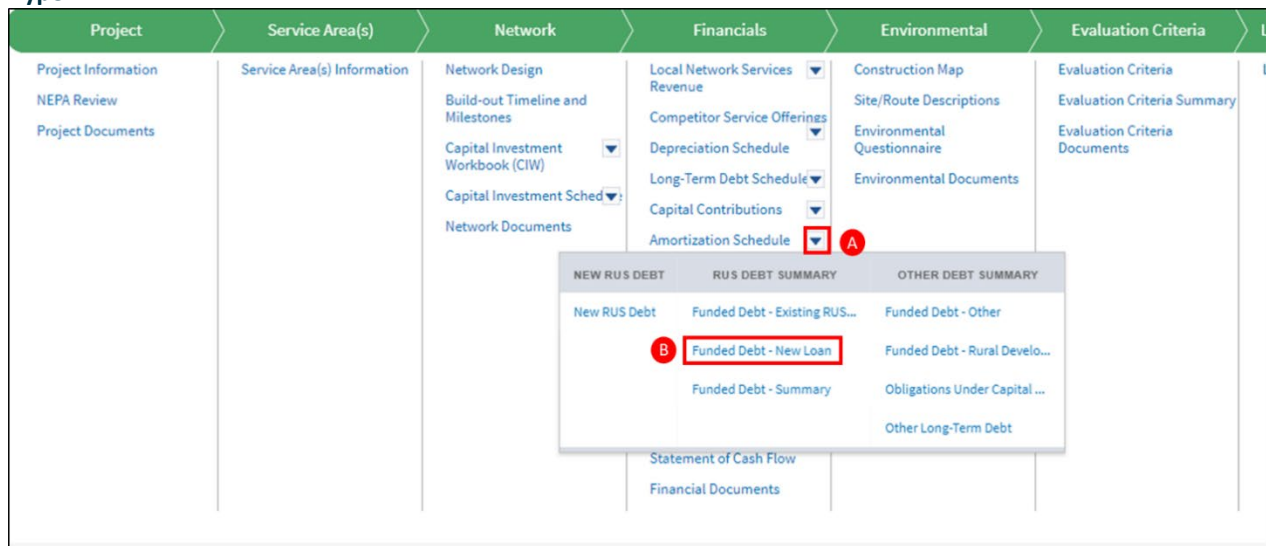 Project
Service Area(s)
Network
Financials
Environmental
Evaluation Criteria
Project Information
NEPA Review
Project Documents
Service Area(s) Information
Network Design
Build-out Timeline and
Milestones
Capital Investment
Workbook (CIW)
Capital Investment Sched
Network Documents
Local Network Services
Revenue
Competitor Service Offerings
Depreciation Schedule
Long-Term Debt Schedule
Capital Contributions
Amortization Schedule
A
NEW RUS DEBT
New RUS Debt
RUS DEBT SUMMARY
Funded Debt - Existing RUS...
B
Funded Debt - New Loan
Funded Debt - Summary
OTHER DEBT SUMMARY
Funded Debt - Other
Funded Debt - Rural Develo...
Obligations Under Capital ...
Other Long-Term Debt
Statement of Cash Flow
Financial Documents
Construction Map
Site/Route Descriptions
Environmental
Questionnaire
Environmental Documents
Evaluation Criteria
Evaluation Criteria Summary
Evaluation Criteria
Documents